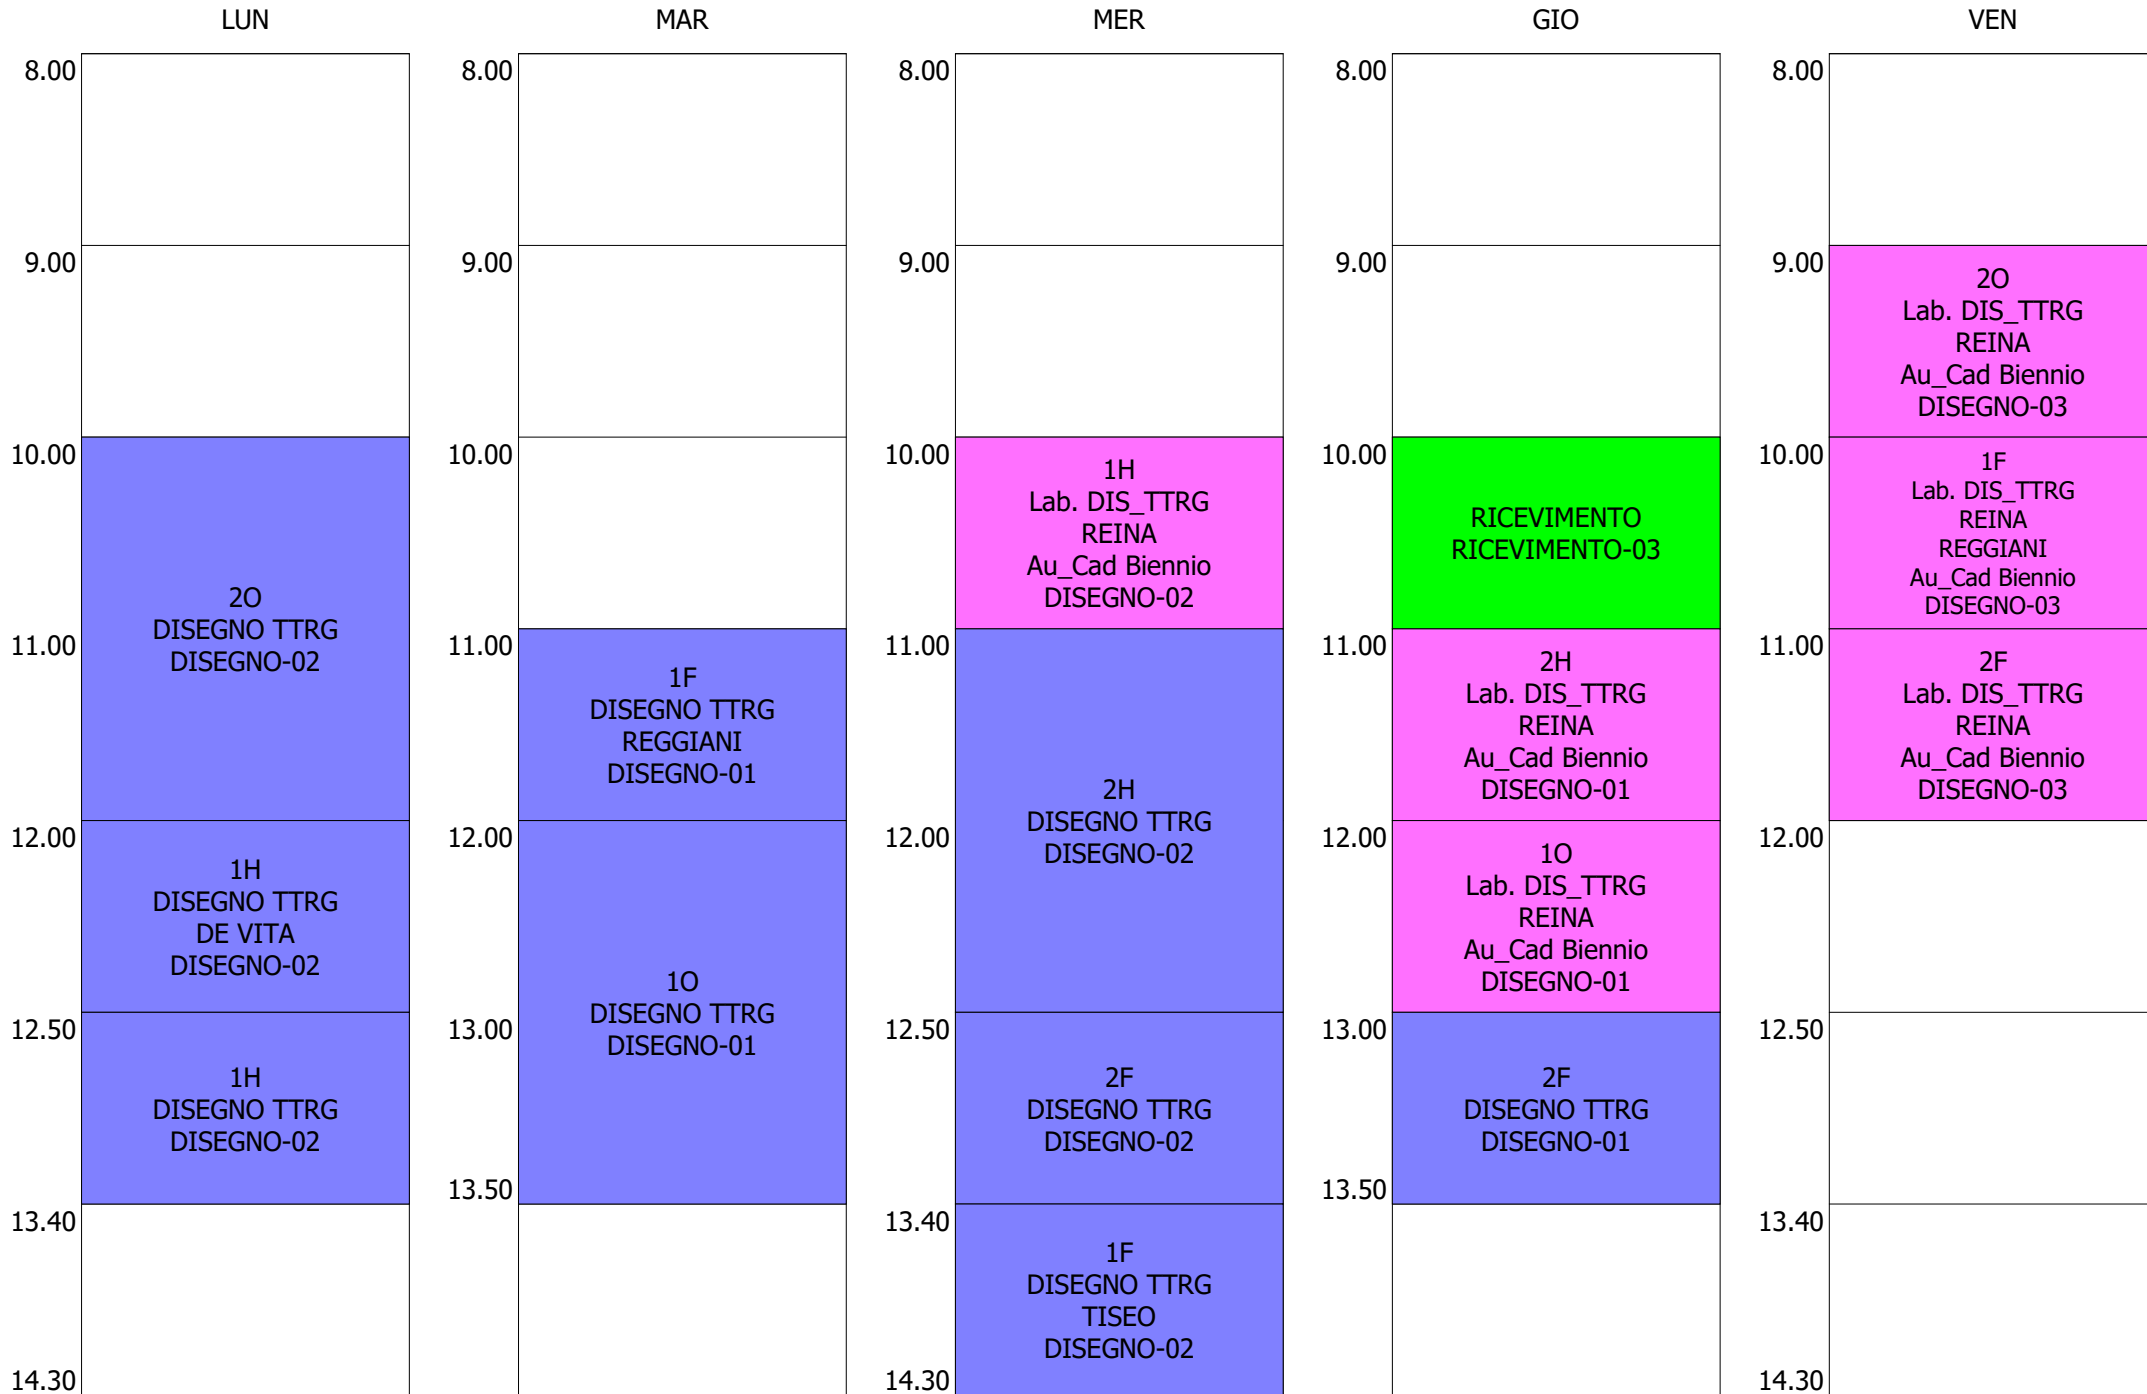 LUN
MAR
MER
GIO
VEN
8.00
9.00
10.00
2O
DISEGNO TTRG
DISEGNO-02
11.00
12.00
1H
DISEGNO TTRG
DE VITA
DISEGNO-02
12.50
1H
DISEGNO TTRG
DISEGNO-02
13.40
14.30
8.00
9.00
10.00
11.00
1F
DISEGNO TTRG
REGGIANI
DISEGNO-01
12.00
1O
DISEGNO TTRG
DISEGNO-01
13.00
13.50
8.00
9.00
10.00
1H
Lab. DIS_TTRG
REINA
Au_Cad Biennio
DISEGNO-02
11.00
2H
DISEGNO TTRG
DISEGNO-02
12.00
12.50
2F
DISEGNO TTRG
DISEGNO-02
13.40
1F
DISEGNO TTRG
TISEO
DISEGNO-02
14.30
8.00
9.00
10.00
RICEVIMENTO
RICEVIMENTO-03
11.00
2H
Lab. DIS_TTRG
REINA
Au_Cad Biennio
DISEGNO-01
12.00
1O
Lab. DIS_TTRG
REINA
Au_Cad Biennio
DISEGNO-01
13.00
2F
DISEGNO TTRG
DISEGNO-01
13.50
8.00
9.00
2O
Lab. DIS_TTRG
REINA
Au_Cad Biennio
DISEGNO-03
10.00
1F
Lab. DIS_TTRG
REINA
REGGIANI
Au_Cad Biennio
DISEGNO-03
11.00
2F
Lab. DIS_TTRG
REINA
Au_Cad Biennio
DISEGNO-03
12.00
12.50
13.40
14.30